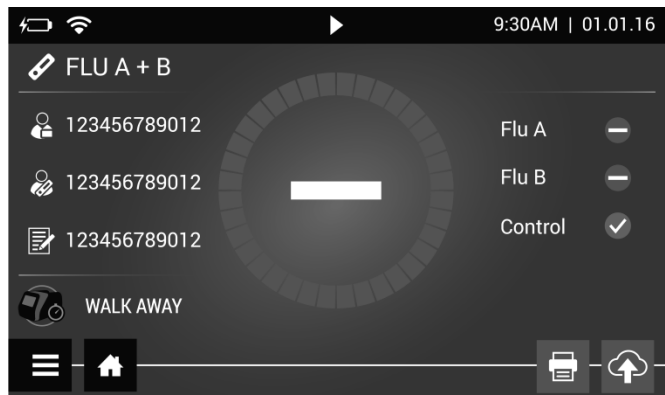 9:30AM | 01.01.16
FLU A + B
123456789012
123456789012
123456789012
WALK AWAY
Flu A
Flu B
Control